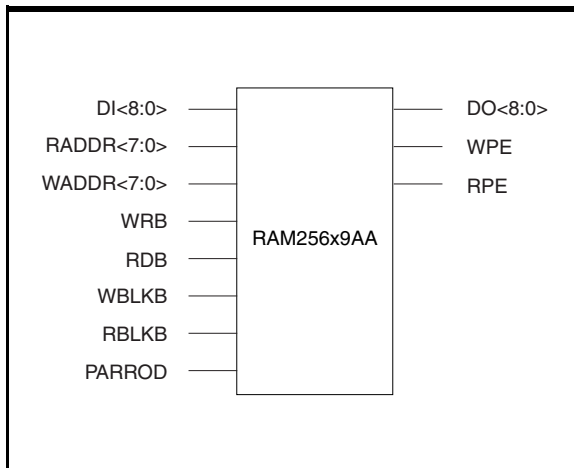 DI<8:0>
RADDR<7:0>
WADDR<7:0>
WRB
RDB
WBLKB
RBLKB
PARROD
RAM256x9AA
DO<8:0>
WPE
RPE